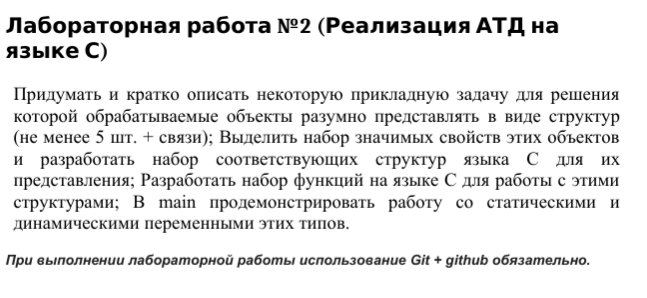 Лабораторная работа №2 (Реализация АТД на
языке С)
Придумать и кратко описать некоторую прикладную задачу для решения
которой обрабатываемые объекты разумно представлять в виде структур
(не менее 5 шт. + связи); Выделить набор значимых свойств этих объектов
и разработать набор соответствующих структур языка С для их
представления; Разработать набор функций на языке С для работы с этими
структурами; В main продемонстрировать работу со статическими и
динамическими переменными этих типов.
При выполнении лабораторной работы использование Git + github обязательно.